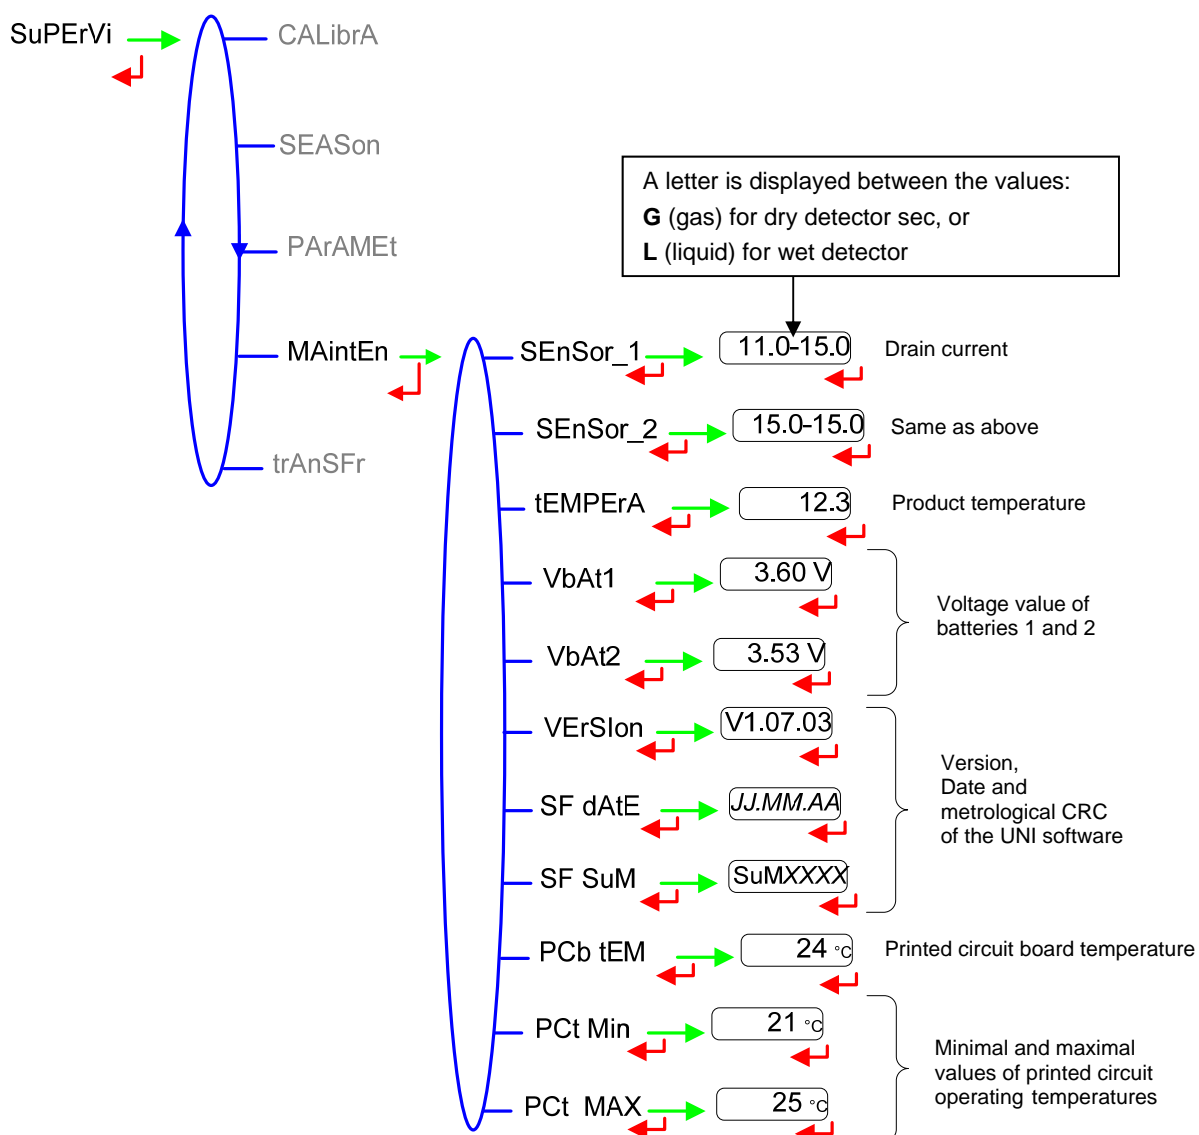 SuPErVi
CALibrA
SEASon
PArAMEt
MAintEn
trAnSFr
A letter is displayed between the values:
G (gas) for dry detector sec, or
L (liquid) for wet detector
SEnSor_1
11.0-15.0
Drain current
SEnSor_2
15.0-15.0
Same as above
tEMPErA
12.3
Product temperature
VbAt1
3.60 V
VbAt2
3.53 V
Voltage value of
batteries 1 and 2
VErSIon
V1.07.03
SF dAtE
JJ.MM.AA
SF SuM
SuMXXXX
Version,
Date and
metrological CRC
of the UNI software
PCb tEM
24 °C
Printed circuit board temperature
PCt Min
21 °C
PCt MAX
25 °C
Minimal and maximal
values of printed circuit
operating temperatures